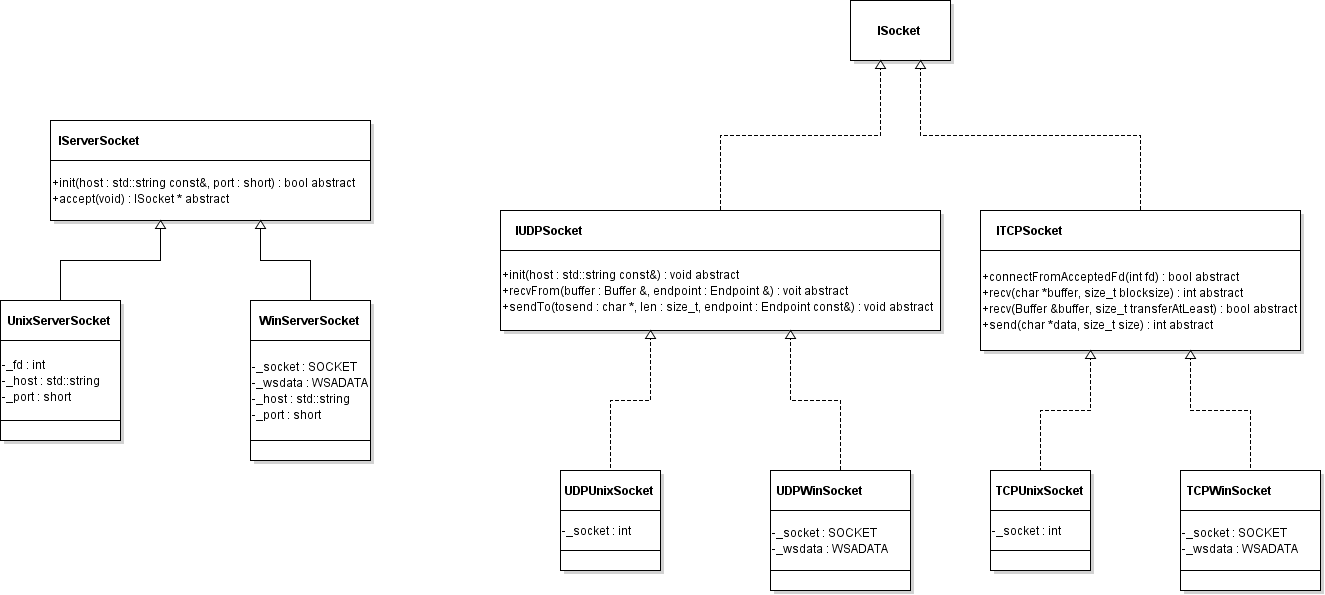 ISocket
IServerSocket
+init(host : std::string const&, port : short) : bool abstract
+accept(void) : ISocket * abstract
IUDPSocket
+init(host : std::string const&) : void abstract
+recvFrom(buffer : Buffer &, endpoint : Endpoint &) : voit abstract
+sendTo(tosend : char *, len : size_t, endpoint : Endpoint const&) : void abstract
ITCPSocket
+connectFromAcceptedFd(int fd) : bool abstract
+recv(char *buffer, size_t blocksize) : int abstract
+recv(Buffer &buffer, size_t transferAtLeast) : bool abstract
+send(char *data, size_t size) : int abstract
UnixServerSocket
-_fd : int
-_host : std::string
-_port : short
WinServerSocket
-_socket : SOCKET
-_wsdata : WSADATA
-_host : std::string
-_port : short
UDPUnixSocket
-_socket : int
UDPWinSocket
-_socket : SOCKET
-_wsdata : WSADATA
TCPUnixSocket
-_socket : int
TCPWinSocket
-_socket : SOCKET
-_wsdata : WSADATA